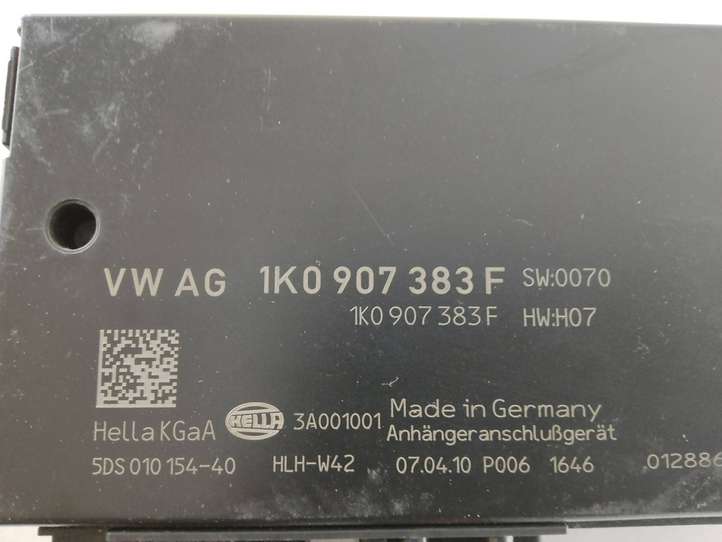 VW AG 1K0 907 383 F SW:0070
1K0 907 383 F HW:H07
Hella KGaA HELLA 3A001001 Made in Germany
Anhängeranschlußgerät
5DS 010 154-40 HLH-W42 07.04.10 P006 1646 012886